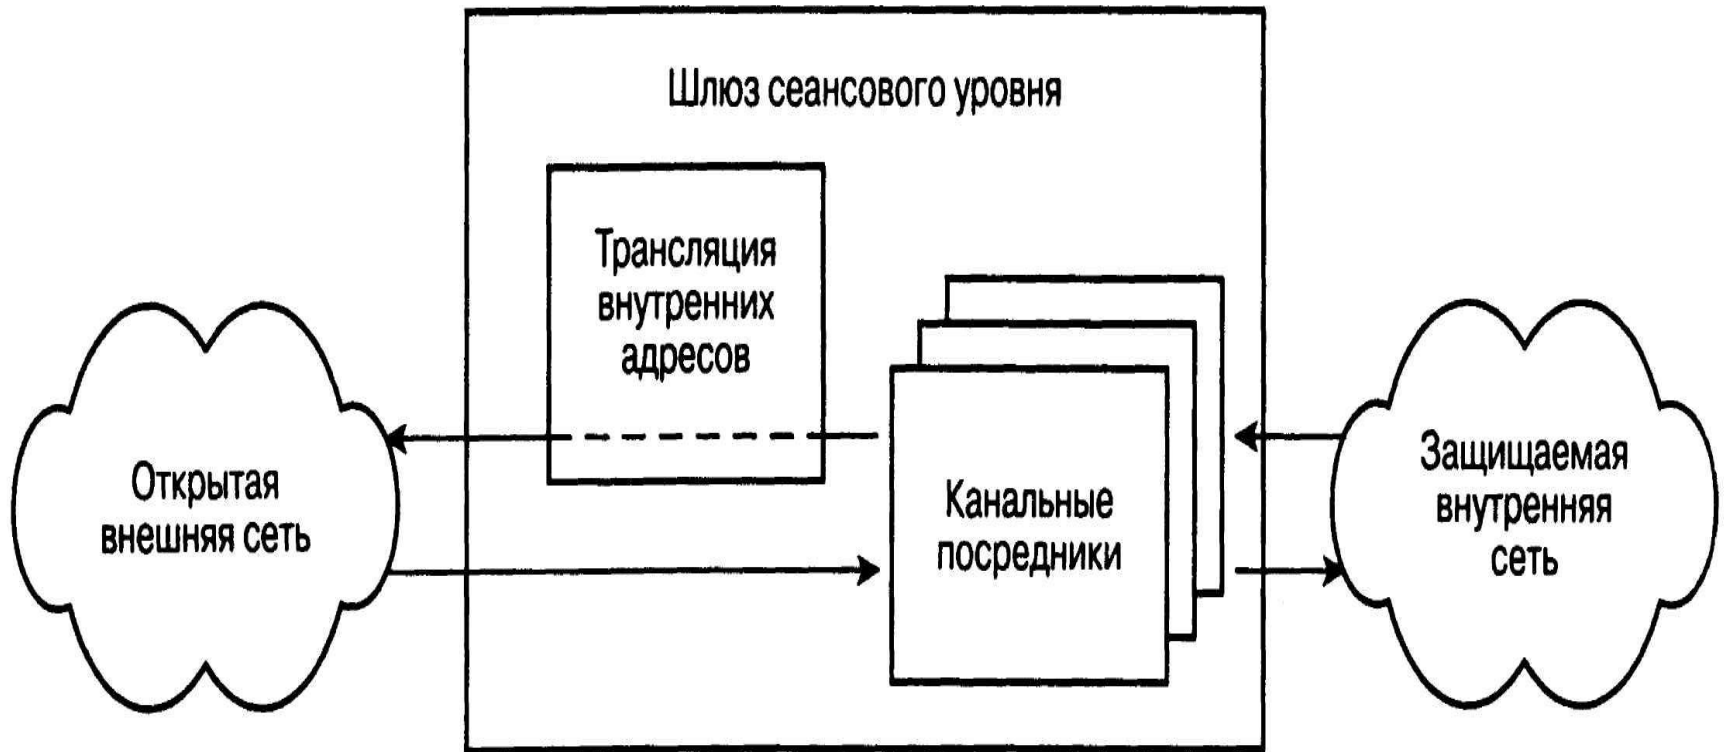 Шлюз сеансового уровня
Трансляция
внутренних
адресов
Открытая
внешняя сеть
Канальные
посредники
Защищаемая
внутренняя
сеть